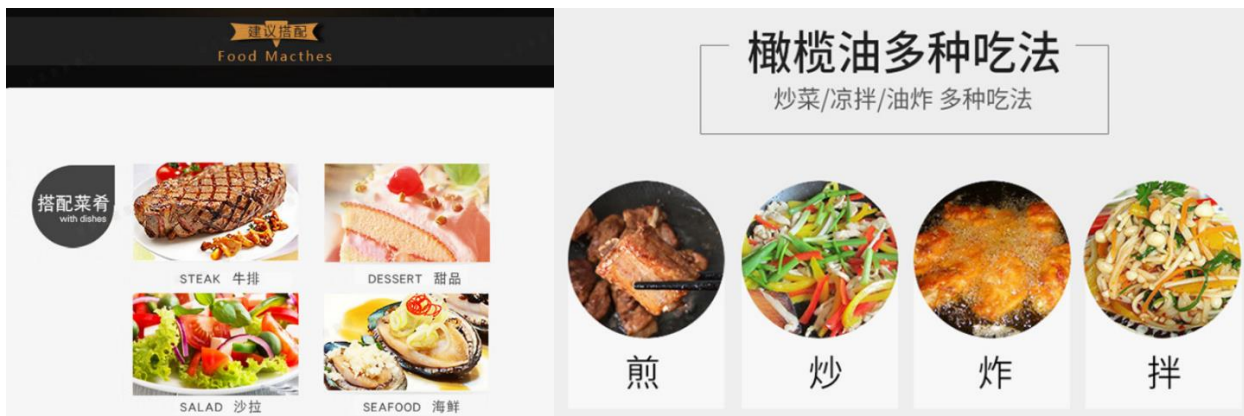 建议搭配
Food Macthes
搭配菜肴
with dishes
STEAK 牛排
DESSERT 甜品
SALAD 沙拉
SEAFOOD 海鲜
橄榄油多种吃法
炒菜/凉拌/油炸 多种吃法
煎
炒
炸
拌